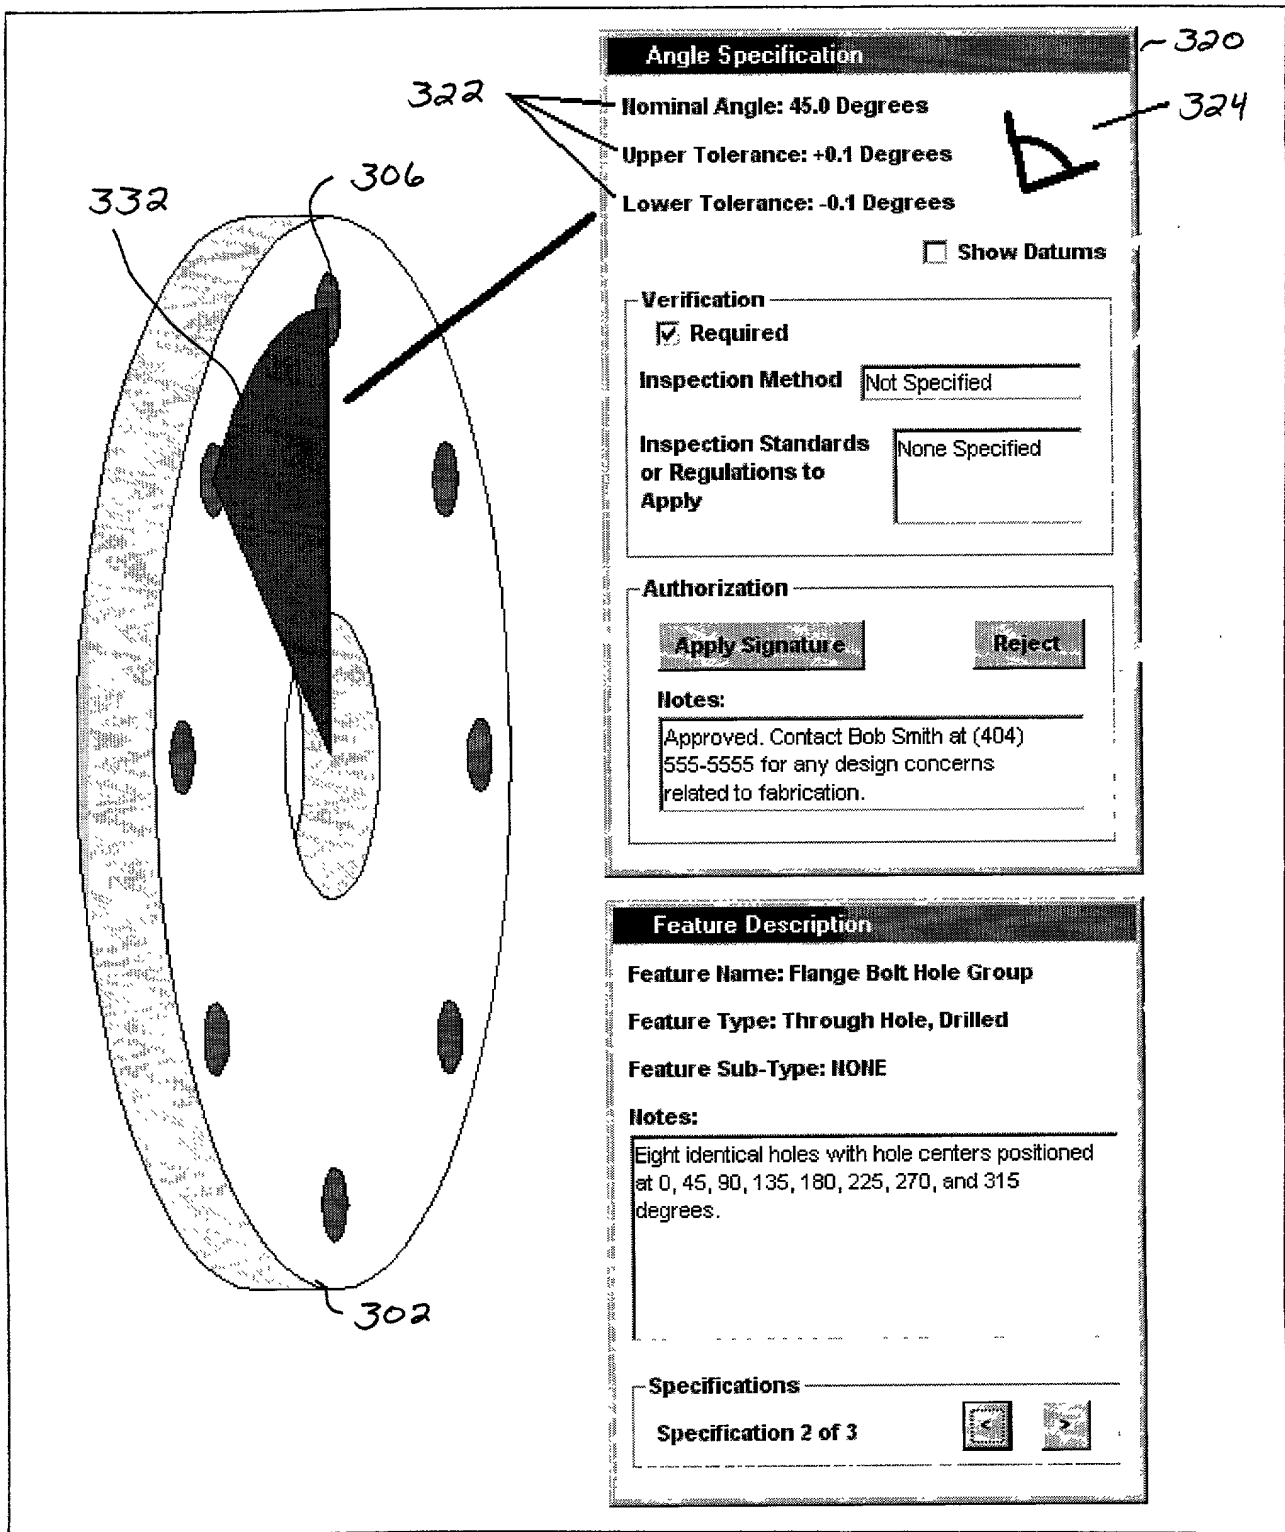 Angle Specification
320
322
Nominal Angle: 45.0 Degrees
324
Upper Tolerance: +0.1 Degrees
306
332
Lower Tolerance: -0.1 Degrees
Show Datums
Verification
Required
Inspection Method
Not Specified
Inspection Standards
or Regulations to
Apply
None Specified
Authorization
Apply Signature
Reject
Notes:
Approved. Contact Bob Smith at (404)
555-5555 for any design concerns
related to fabrication.
Feature Description
Feature Name: Flange Bolt Hole Group
Feature Type: Through Hole, Drilled
Feature Sub-Type: NONE
Notes:
Eight identical holes with hole centers positioned
at 0, 45, 90, 135, 180, 225, 270, and 315
degrees.
302
Specifications
Specification 2 of 3
<
>